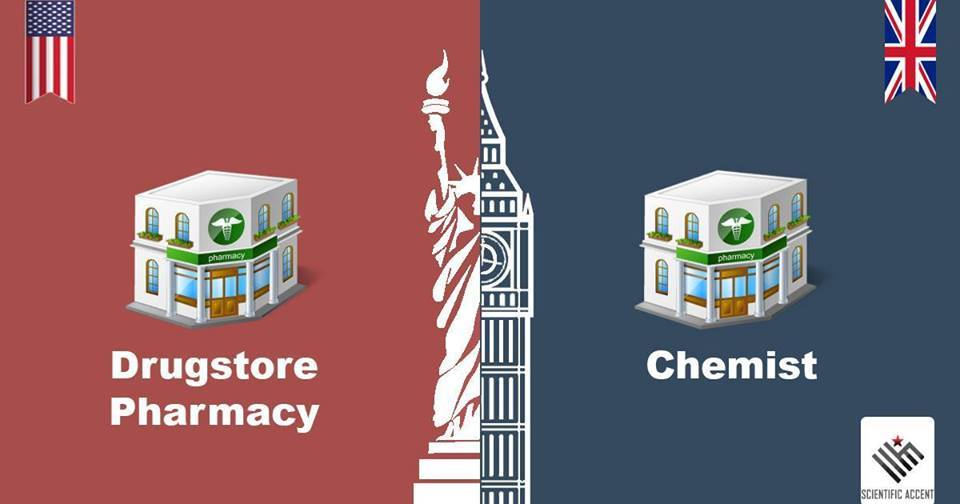 pharmacy
Drugstore
Pharmacy
pharmacy
Chemist
SCIENTIFIC ACCENT